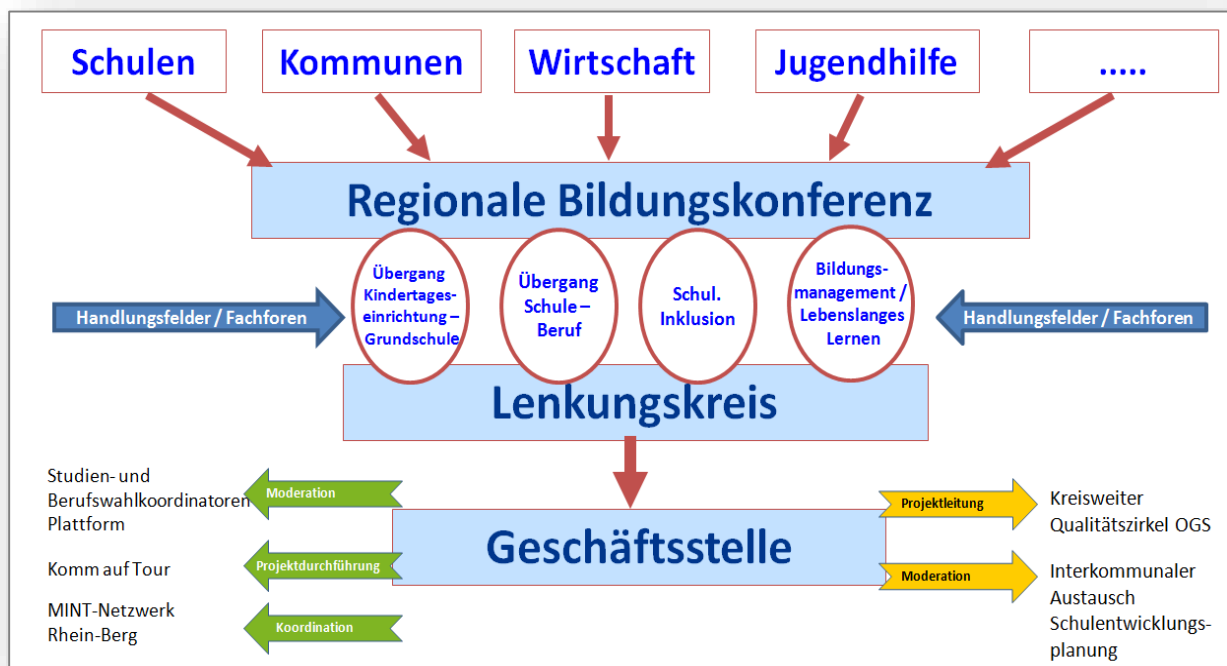 Schulen
Kommunen
Wirtschaft
Jugendhilfe
.....
Regionale Bildungskonferenz
Handlungsfelder / Fachforen
Übergang
Kindertages-
einrichtung –
Grundschule
Übergang
Schule –
Beruf
Schul.
Inklusion
Bildungs-
management /
Lebenslanges
Lernen
Handlungsfelder / Fachforen
Lenkungskreis
Studien- und
Berufswahlkoordinatoren
Plattform
Moderation
Komm auf Tour
Projektdurchführung
MINT-Netzwerk
Rhein-Berg
Koordination
Geschäftsstelle
Projektleitung
Kreisweiter
Qualitätszirkel OGS
Moderation
Interkommunaler
Austausch
Schulentwicklungs-
planung